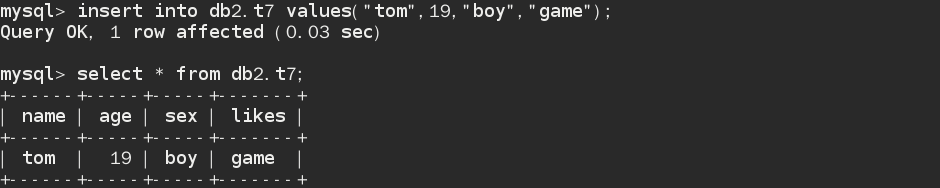 mysql> insert into db2.t7 values("tom",19,"boy","game");
Query OK, 1 row affected (0.03 sec)
mysql> select * from db2.t7;
+------+-----+-----+-------+
| name | age | sex | likes |
+------+-----+-----+-------+
| tom  |  19 | boy | game  |
+------+-----+-----+-------+